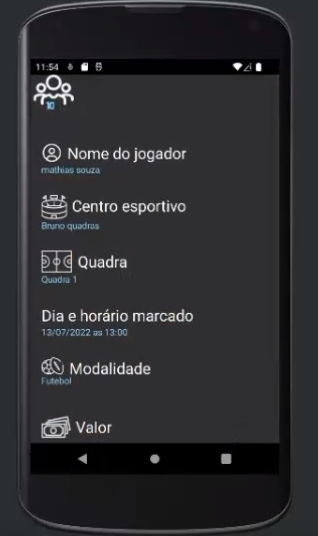 11:54
10
Nome do jogador
mathias souza
Centro esportivo
Bruno quadras
Quadra
Quadra 1
Dia e horário marcado
13/07/2022 as 13:00
Modalidade
Futebol
Valor